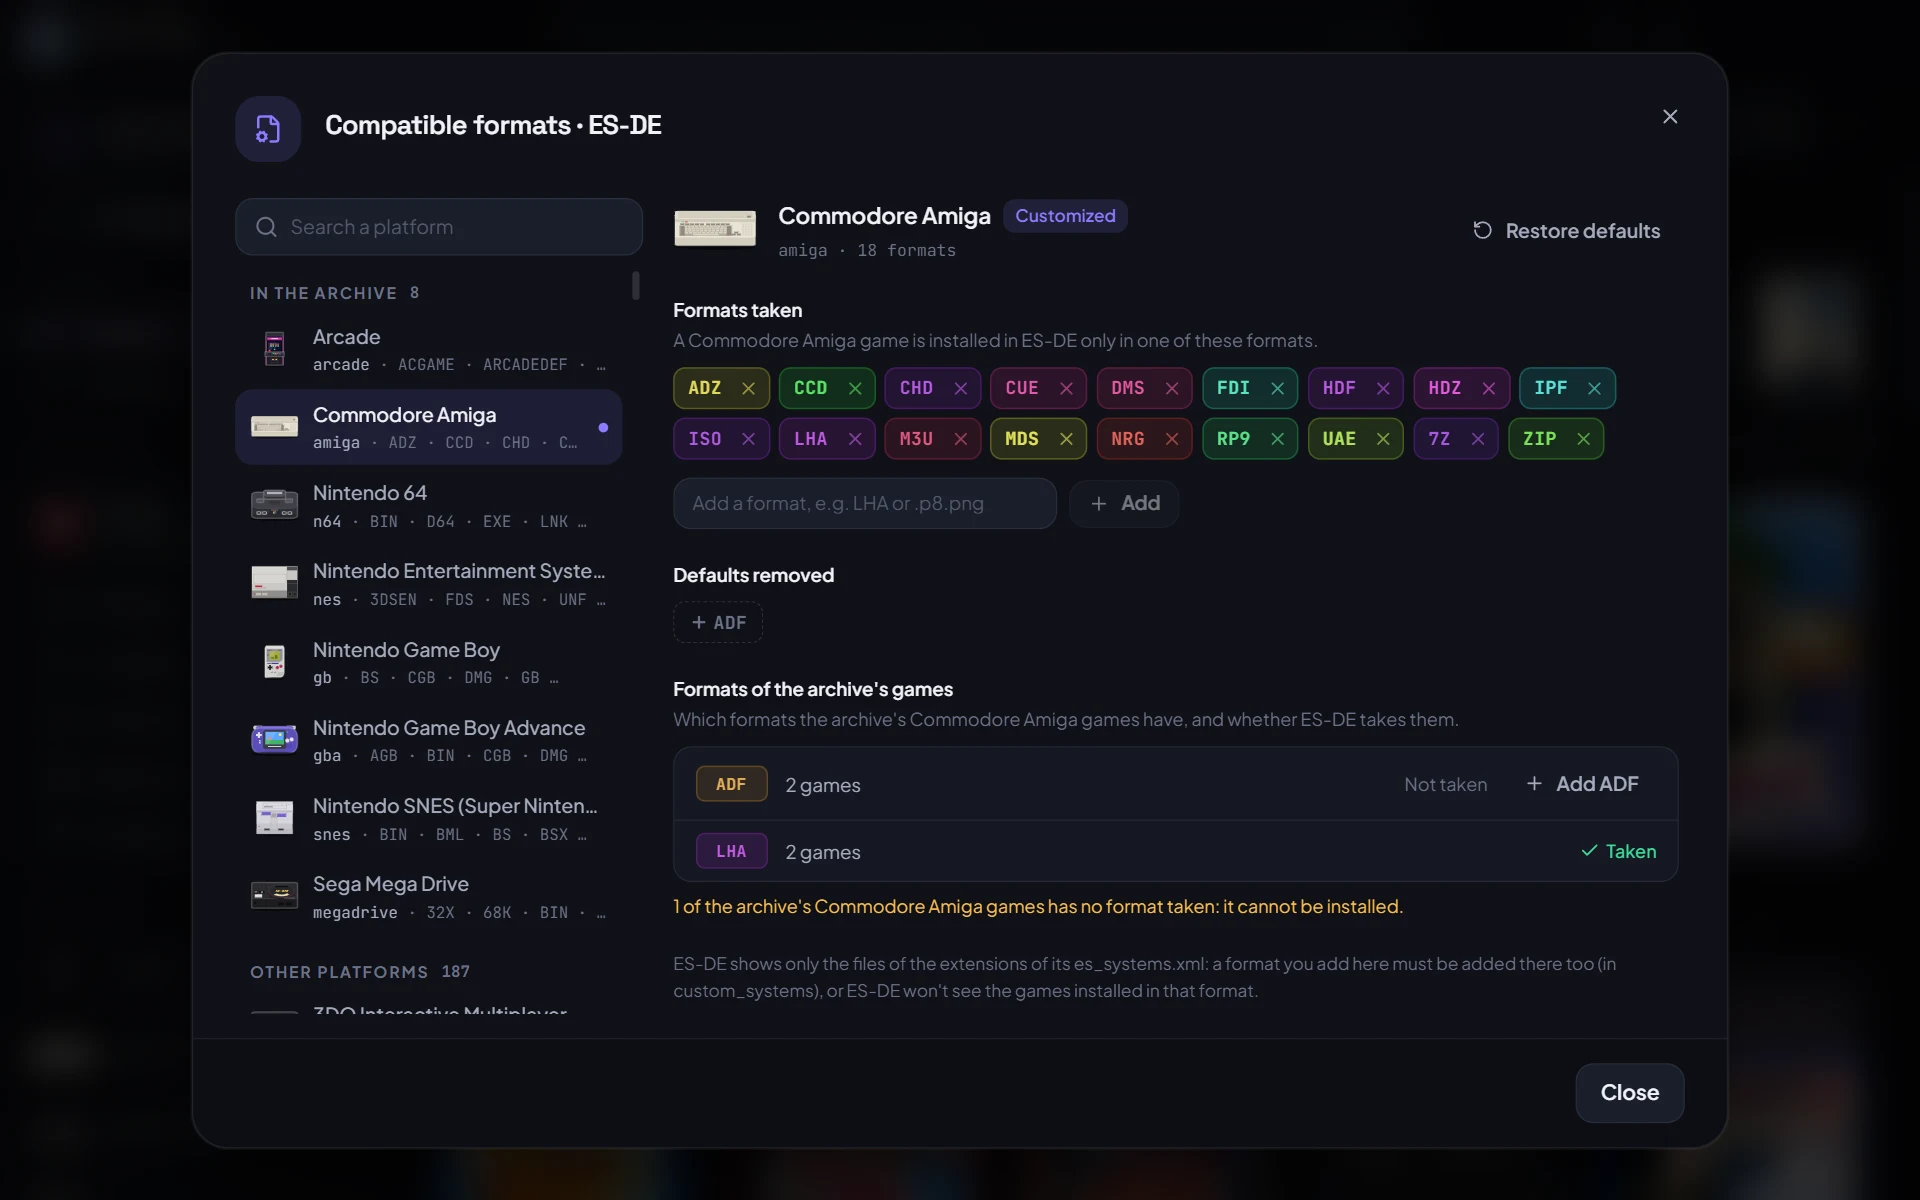 Compatible formats · ES-DE
Search a platform
IN THE ARCHIVE 8
Arcade
arcade · ACGAME · ARCADEDEF · …
Commodore Amiga
amiga · ADZ · CCD · CHD · C…
Nintendo 64
n64 · BIN · D64 · EXE · LNK …
Nintendo Entertainment Syste…
nes · 3DSEN · FDS · NES · UNF …
Nintendo Game Boy
gb · BS · CGB · DMG · GB …
Nintendo Game Boy Advance
gba · AGB · BIN · CGB · DMG …
Nintendo SNES (Super Ninten…
snes · BIN · BML · BS · BSX …
Sega Mega Drive
megadrive · 32X · 68K · BIN · …
OTHER PLATFORMS 187
3DO Interactive Multiplayer
Commodore Amiga Customized
amiga · 18 formats
Restore defaults
Formats taken
A Commodore Amiga game is installed in ES-DE only in one of these formats.
ADZ CCD CHD CUE DMS FDI HDF HDZ IPF
ISO LHA M3U MDS NRG RP9 UAE 7Z ZIP
Add a format, e.g. LHA or .p8.png
+ Add
Defaults removed
+ ADF
Formats of the archive's games
Which formats the archive's Commodore Amiga games have, and whether ES-DE takes them.
ADF 2 games Not taken + Add ADF
LHA 2 games Taken
1 of the archive's Commodore Amiga games has no format taken: it cannot be installed.
ES-DE shows only the files of the extensions of its es_systems.xml: a format you add here must be added there too (in
custom_systems), or ES-DE won't see the games installed in that format.
Close